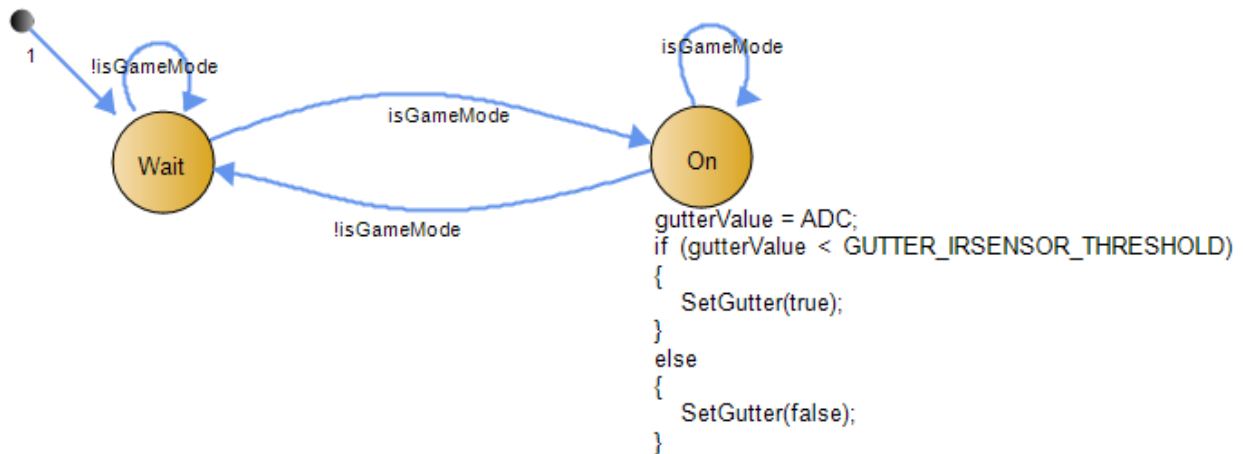 1
!isGameMode
isGameMode
isGameMode
Wait
On
!isGameMode
gutterValue = ADC;
if (gutterValue < GUTTER_IRSENSOR_THRESHOLD)
{
SetGutter(true);
}
else
{
SetGutter(false);
}